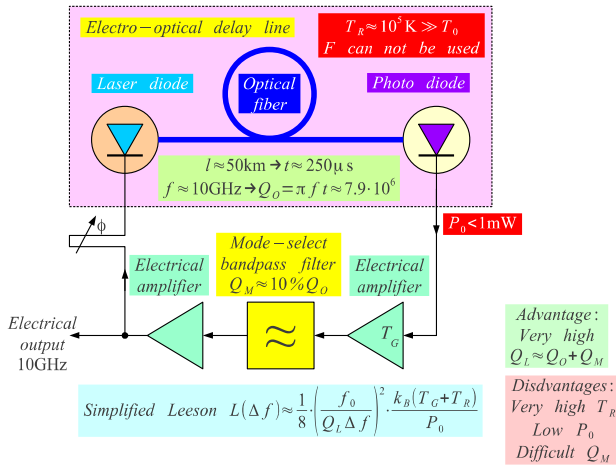 Electro−optical delay line
T_R≈10^5 K≫T_0
F can not be used
Laser diode
Optical
fiber
Photo diode
l≈50km→t≈250μs
f≈10GHz→Q_O=π f t≈7.9·10^6
ϕ
P_0<1mW
Mode−select
bandpass filter
Q_M≈10%Q_O
Electrical
amplifier
Electrical
amplifier
≈
T_G
Electrical
output
10GHz
Advantage:
Very high
Q_L≈Q_O+Q_M
Simplified Leeson L(Δf)≈1/8·(f_0/(Q_L Δf))^2·k_B(T_G+T_R)/P_0
Disdvantages:
Very high T_R
Low P_0
Difficult Q_M